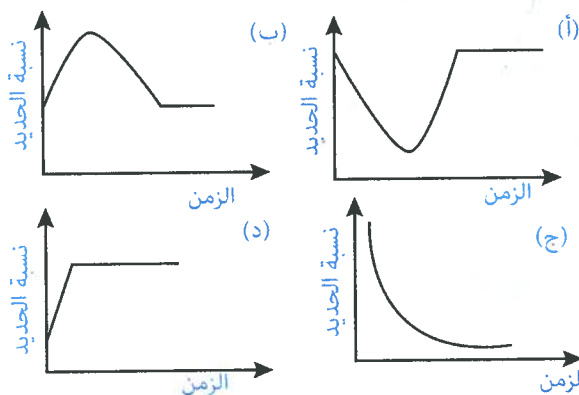 (أ)
نسبة الحديد
الزمن
(ب)
نسبة الحديد
الزمن
(ج)
نسبة الحديد
الزمن
(د)
نسبة الحديد
الزمن